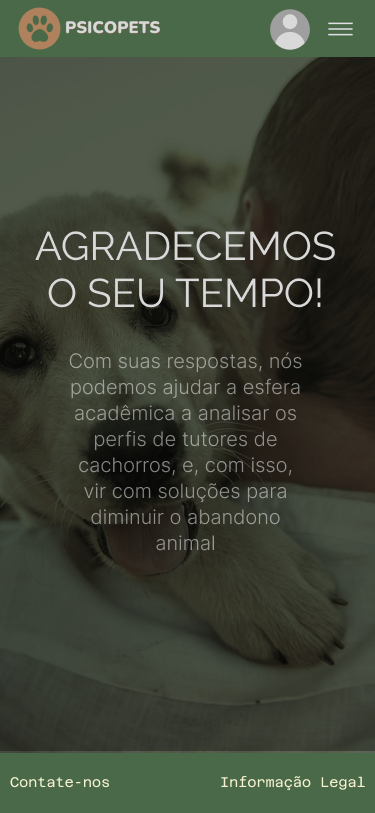 PSICOPETS
AGRADECEMOS
O SEU TEMPO!
Com suas respostas, nós
podemos ajudar a esfera
acadêmica a analisar os
perfis de tutores de
cachorros, e, com isso,
vir com soluções para
diminuir o abandono
animal
Contate-nos
Informação Legal